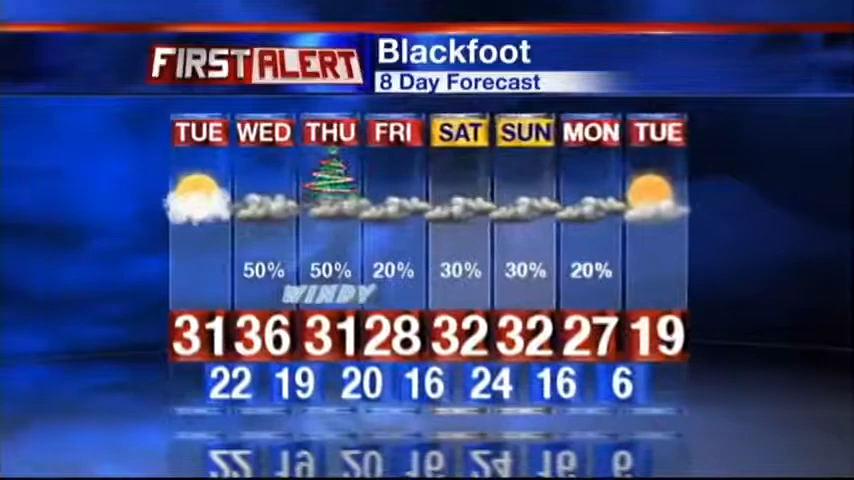 FIRST ALERT
Blackfoot
8 Day Forecast
TUE WED THU FRI SAT SUN MON TUE
50% 50% 20% 30% 30% 20%
WINDY
31 36 31 28 32 32 27 19
22 19 20 16 24 16 6